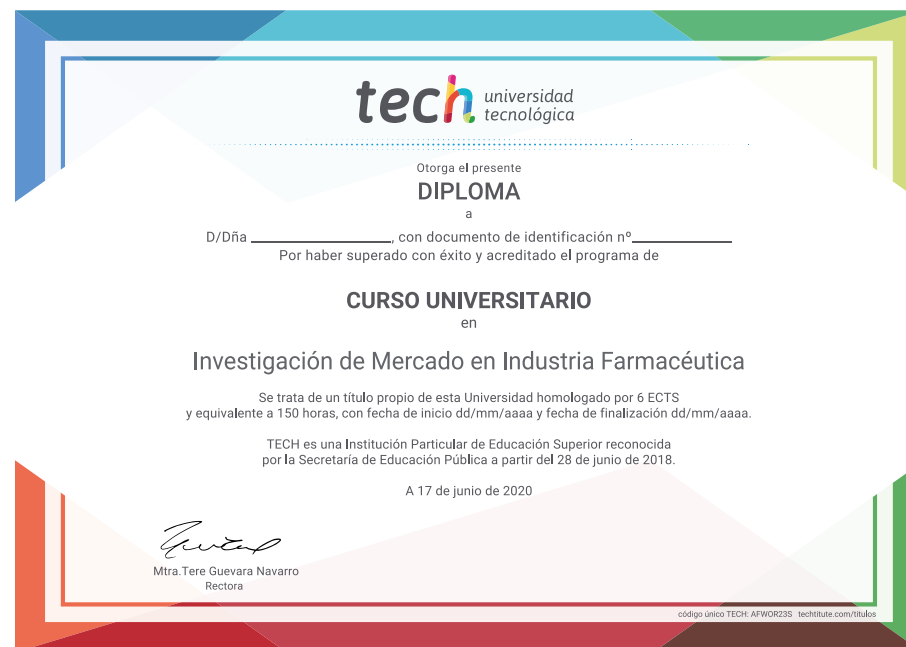 tech universidad
tecnológica
Otorga el presente
DIPLOMA
a
D/Dña ____________________, con documento de identificación nº______________
Por haber superado con éxito y acreditado el programa de
CURSO UNIVERSITARIO
en
Investigación de Mercado en Industria Farmacéutica
Se trata de un título propio de esta Universidad homologado por 6 ECTS
y equivalente a 150 horas, con fecha de inicio dd/mm/aaaa y fecha de finalización dd/mm/aaaa.
TECH es una Institución Particular de Educación Superior reconocida
por la Secretaría de Educación Pública a partir del 28 de junio de 2018.
A 17 de junio de 2020
Mtra.Tere Guevara Navarro
Rectora
código único TECH: AFWOR23S techtitute.com/titulos